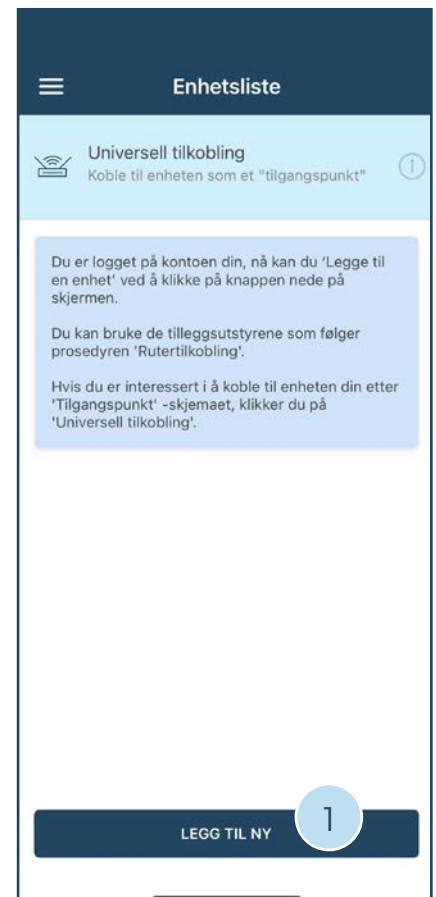 Enhetsliste
Universell tilkobling
Koble til enheten som et "tilgangspunkt"
Du er logget på kontoen din, nå kan du 'Legge til
en enhet' ved å klikke på knappen nede på
skjermen.
Du kan bruke de tilleggsutstyrene som følger
prosedyren 'Rutertilkobling'.
Hvis du er interessert i å koble til enheten din etter
'Tilgangspunkt' -skjemaet, klikker du på
'Universell tilkobling'.
LEGG TIL NY
1